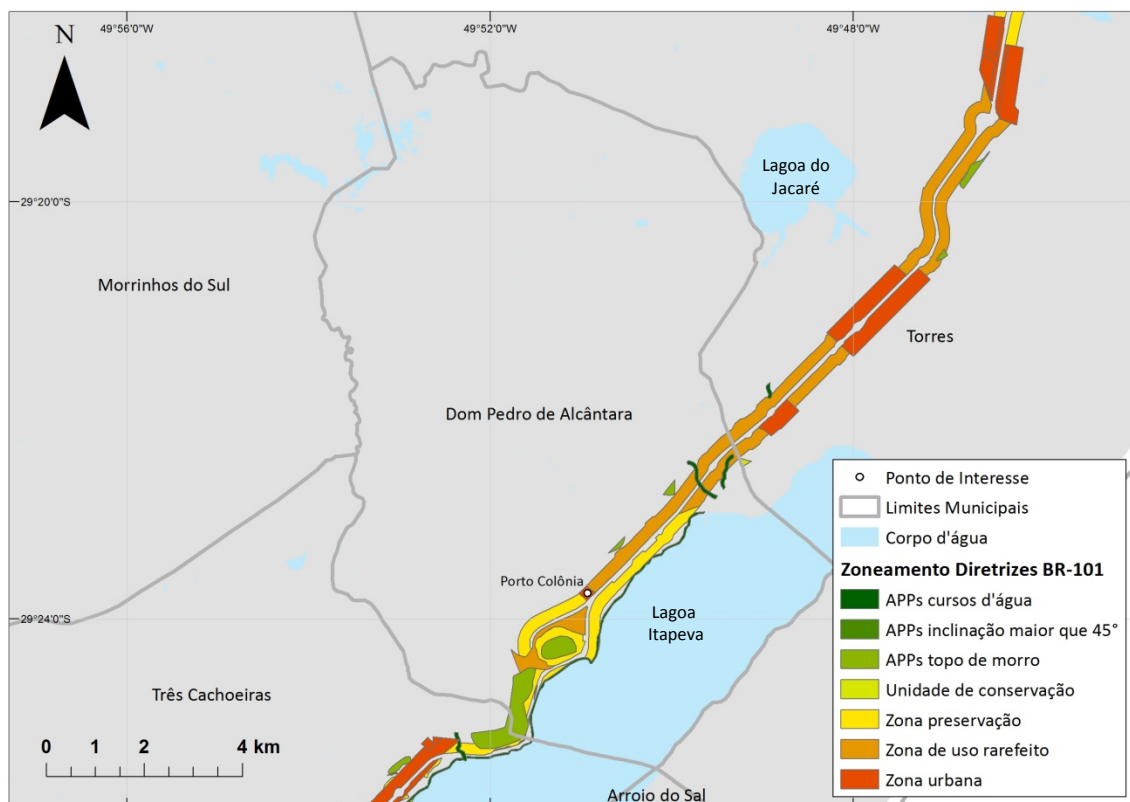 49°56'0"W
49°52'0"W
49°48'0"W
N
29°20'0"S
29°24'0"S
Lagoa do
Jacaré
Morrinhos do Sul
Torres
Dom Pedro de Alcântara
Porto Colônia
Lagoa
Itapeva
Três Cachoeiras
Arroio do Sal
0 1 2 4 km
Ponto de Interesse
Limites Municipais
Corpo d'água
Zoneamento Diretrizes BR-101
APPs cursos d'água
APPs inclinação maior que 45°
APPs topo de morro
Unidade de conservação
Zona preservação
Zona de uso rarefeito
Zona urbana